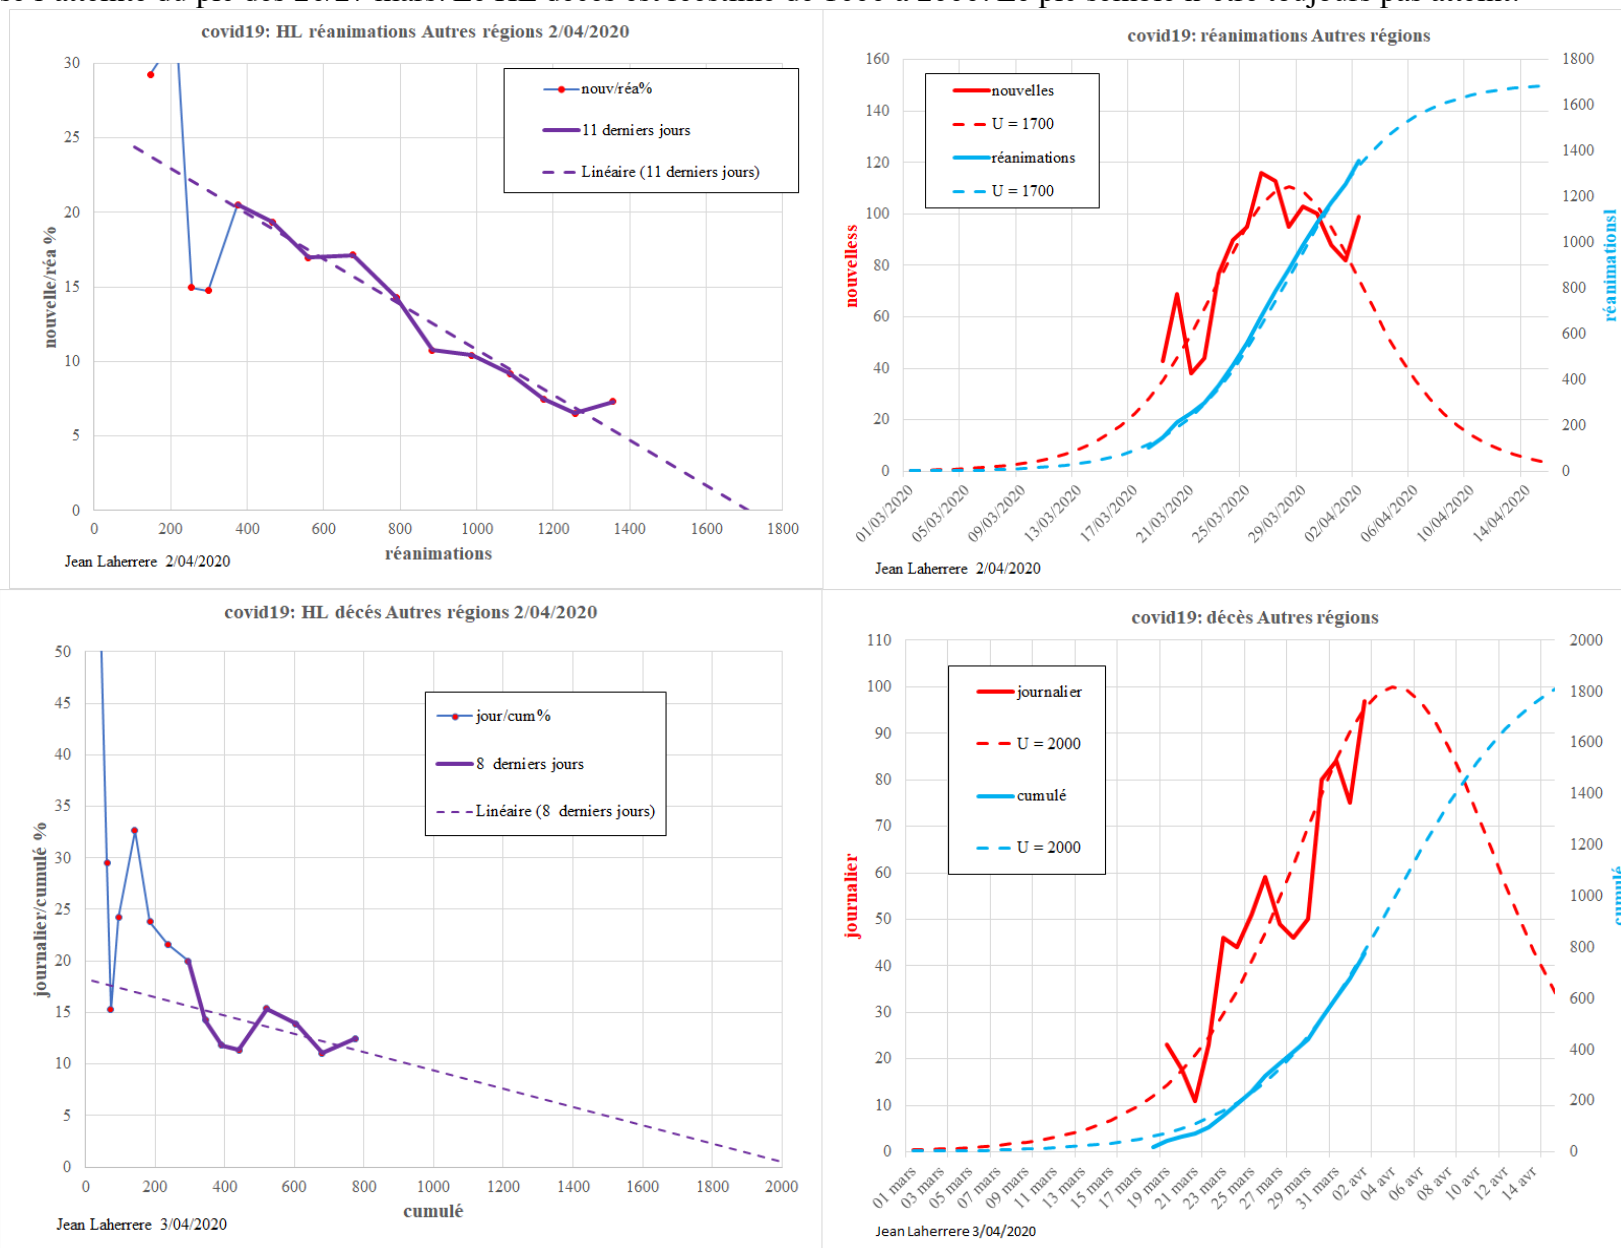 covid19: HL réanimations Autres régions 2/04/2020
nouvelle/réa %
30
25
20
15
10
5
0
nouv/réa%
11 derniers jours
Linéaire (11 derniers jours)
0 200 400 600 800 1000 1200 1400 1600 1800
réanimations
Jean Laherrere 2/04/2020
covid19: réanimations Autres régions
nouvelless
160
140
120
100
80
60
40
20
0
nouvelles
U = 1700
réanimations
U = 1700
1800
1600
1400
1200
1000
800
600
400
200
0
réanimationsl
01/03/2020 05/03/2020 09/03/2020 13/03/2020 17/03/2020 21/03/2020 25/03/2020 29/03/2020 02/04/2020 06/04/2020 10/04/2020 14/04/2020
Jean Laherrere 2/04/2020
covid19: HL décés Autres régions 2/04/2020
journalier/cumulé %
50
45
40
35
30
25
20
15
10
5
0
jour/cum%
8 derniers jours
Linéaire (8 derniers jours)
0 200 400 600 800 1000 1200 1400 1600 1800 2000
cumulé
Jean Laherrere 3/04/2020
covid19: décès Autres régions
journalier
110
100
90
80
70
60
50
40
30
20
10
0
journalier
U = 2000
cumulé
U = 2000
2000
1800
1600
1400
1200
1000
800
600
400
200
0
cumulé
01 mars 03 mars 05 mars 07 mars 09 mars 11 mars 13 mars 15 mars 17 mars 19 mars 21 mars 23 mars 25 mars 27 mars 29 mars 31 mars 02 avr 04 avr 06 avr 08 avr 10 avr 12 avr 14 avr
Jean Laherrere 3/04/2020